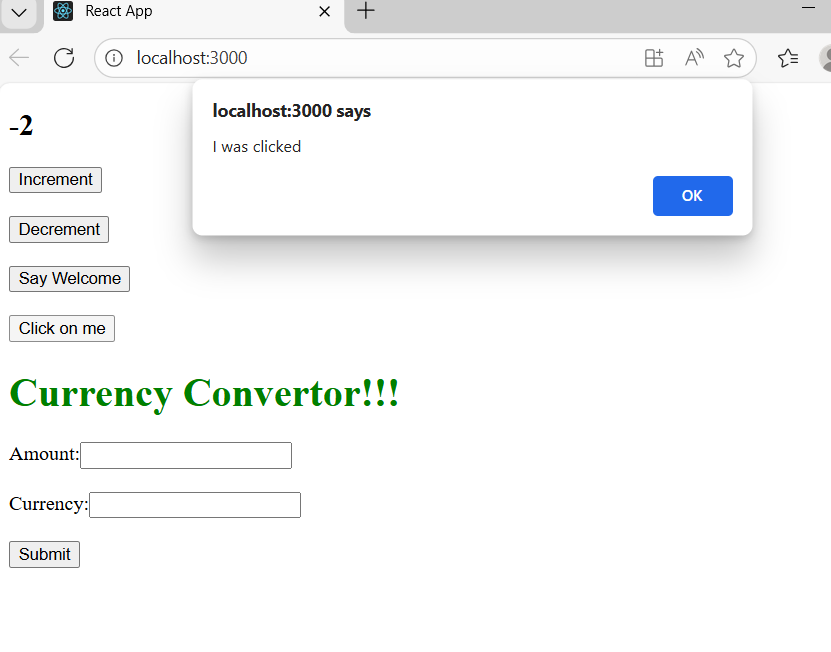 React App
localhost:3000
localhost:3000 says
I was clicked
OK
-2
Increment
Decrement
Say Welcome
Click on me
Currency Convertor!!!
Amount:
Currency:
Submit